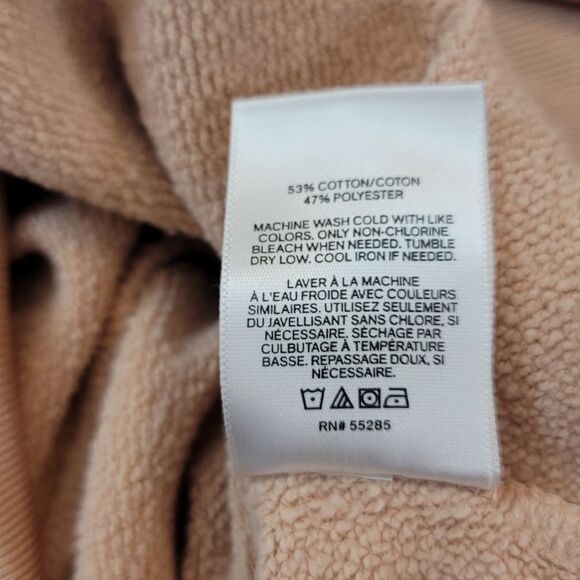 53% COTTON/COTON
47% POLYESTER
MACHINE WASH COLD WITH LIKE
COLORS. ONLY NON-CHLORINE
BLEACH WHEN NEEDED. TUMBLE
DRY LOW. COOL IRON IF NEEDED.
LAVER À LA MACHINE
À L'EAU FROIDE AVEC COULEURS
SIMILAIRES. UTILISEZ SEULEMENT
DU JAVELLISANT SANS CHLORE, SI
NÉCESSAIRE. SÉCHAGE PAR
CULBUTAGE À TEMPÉRATURE
BASSE. REPASSAGE DOUX, SI
NÉCESSAIRE.
RN# 55285